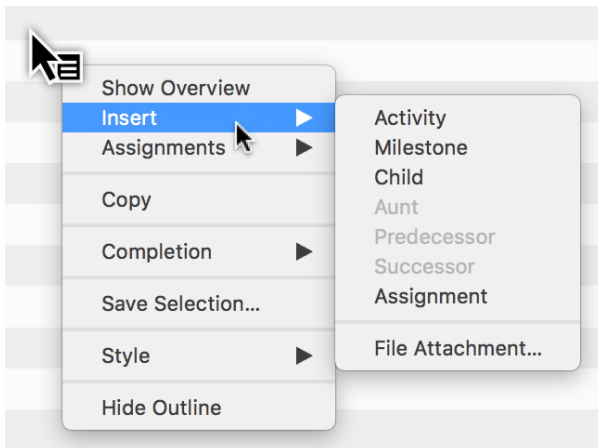 Show Overview
Insert
Assignments
Copy
Completion
Save Selection...
Style
Hide Outline
Activity
Milestone
Child
Aunt
Predecessor
Successor
Assignment
File Attachment...